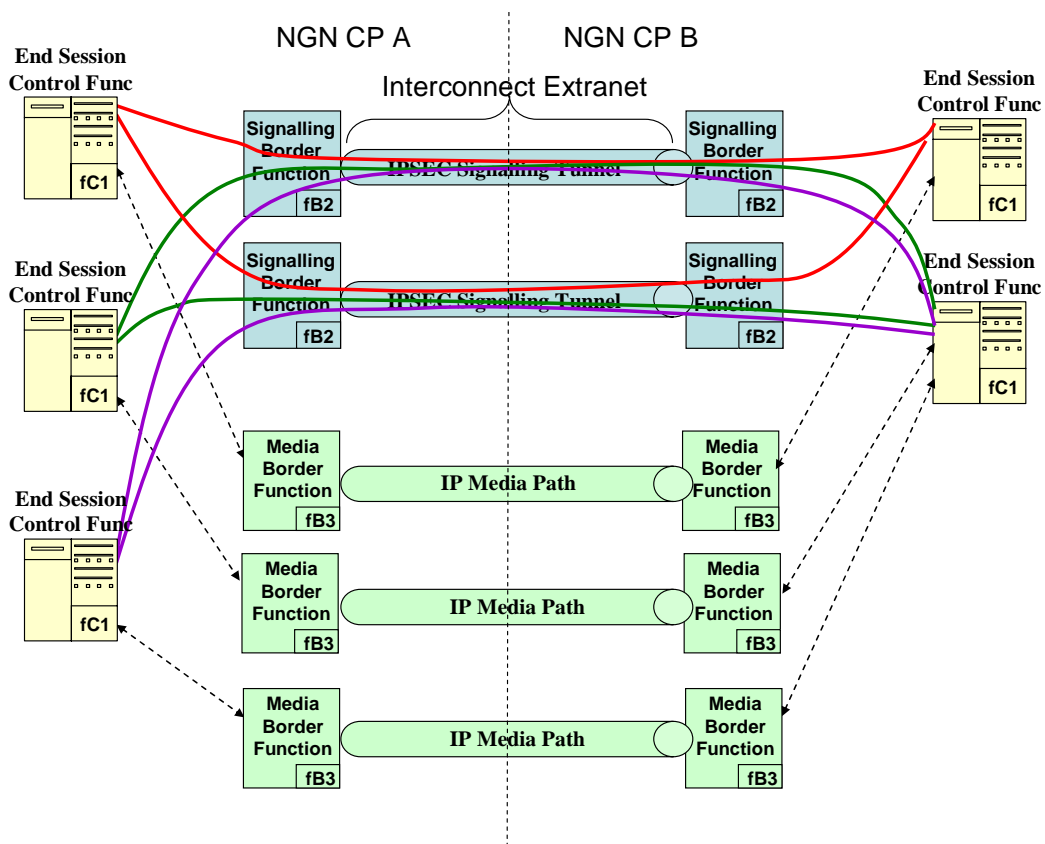 NGN CP A
NGN CP B
Interconnect Extranet
End Session
Control Func
fC1
End Session
Control Func
fC1
End Session
Control Func
fC1
Signalling
Border
Function
fB2
IPSEC Signalling Tunnel
Signalling
Border
Function
fB2
Signalling
Border
Function
fB2
IPSEC Signalling Tunnel
Signalling
Border
Function
fB2
Media
Border
Function
fB3
IP Media Path
Media
Border
Function
fB3
Media
Border
Function
fB3
IP Media Path
Media
Border
Function
fB3
Media
Border
Function
fB3
IP Media Path
Media
Border
Function
fB3
End Session
Control Func
fC1
End Session
Control Func
fC1